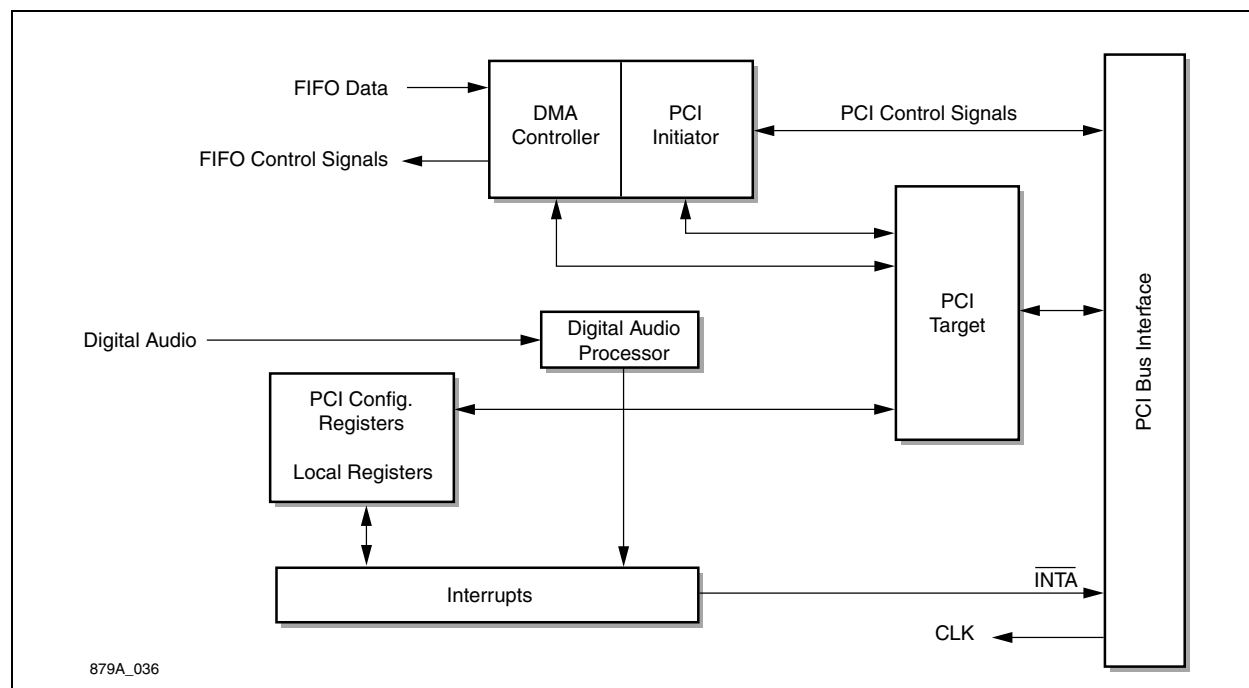 FIFO Data
FIFO Control Signals
DMA
Controller
PCI
Initiator
PCI Control Signals
PCI
Target
PCI Bus Interface
Digital Audio
Digital Audio
Processor
PCI Config.
Registers
Local Registers
Interrupts
INTA
CLK
879A_036